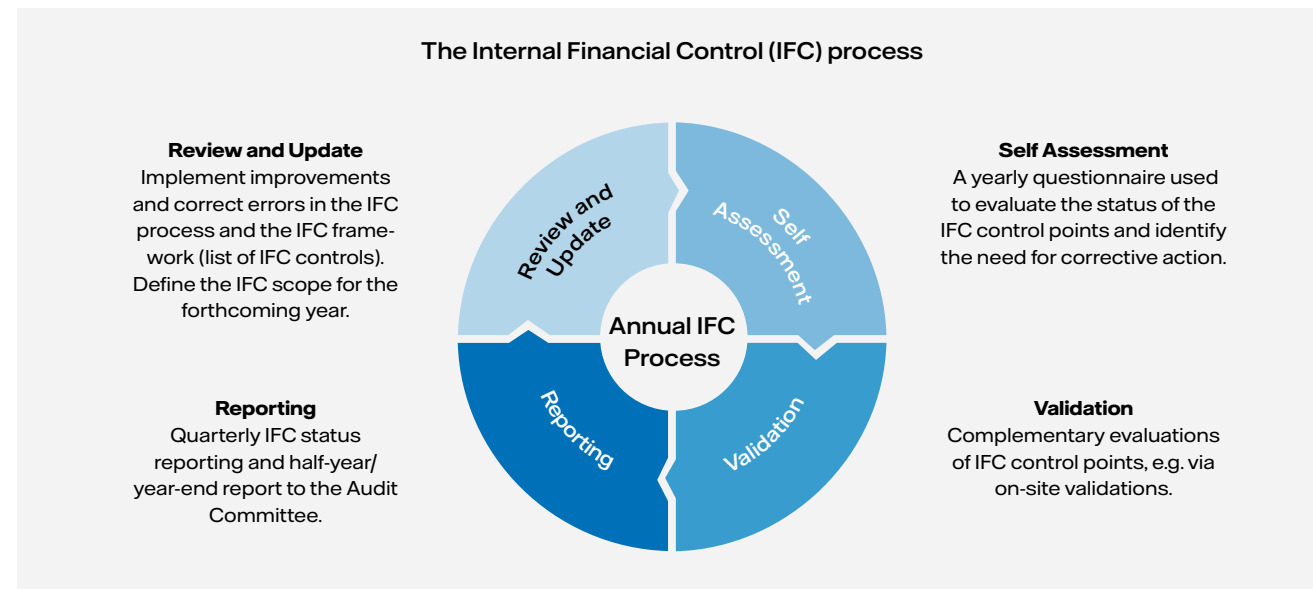 The Internal Financial Control (IFC) process
Review and Update
Implement improvements
and correct errors in the IFC
process and the IFC frame-
work (list of IFC controls).
Define the IFC scope for the
forthcoming year.
Self Assessment
A yearly questionnaire used
to evaluate the status of the
IFC control points and identify
the need for corrective action.
Review and
Update
Self
Assessment
Annual IFC
Process
Reporting
Validation
Reporting
Quarterly IFC status
reporting and half-year/
year-end report to the Audit
Committee.
Validation
Complementary evaluations
of IFC control points, e.g. via
on-site validations.